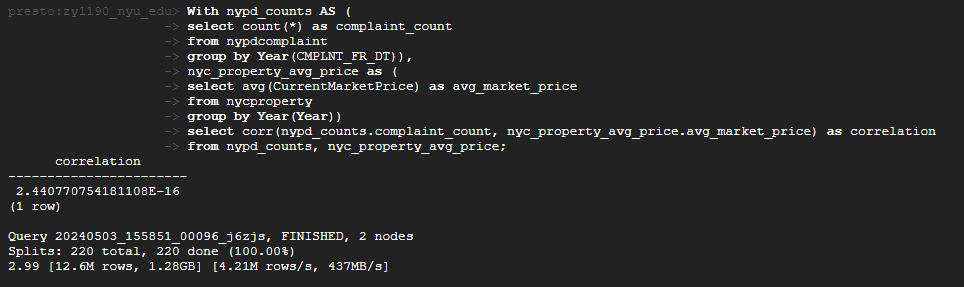 presto:zy1190_nyu_edu> With nypd_counts AS (
-> select count(*) as complaint_count
-> from nypdcomplaint
-> group by Year(CMPLNT_FR_DT)),
-> nyc_property_avg_price as (
-> select avg(CurrentMarketPrice) as avg_market_price
-> from nycproperty
-> group by Year(Year))
-> select corr(nypd_counts.complaint_count, nyc_property_avg_price.avg_market_price) as correlation
-> from nypd_counts, nyc_property_avg_price;
correlation
-----------------------
2.440770754181108E-16
(1 row)
Query 20240503_155851_00096_j6zjs, FINISHED, 2 nodes
Splits: 220 total, 220 done (100.00%)
2.99 [12.6M rows, 1.28GB] [4.21M rows/s, 437MB/s]